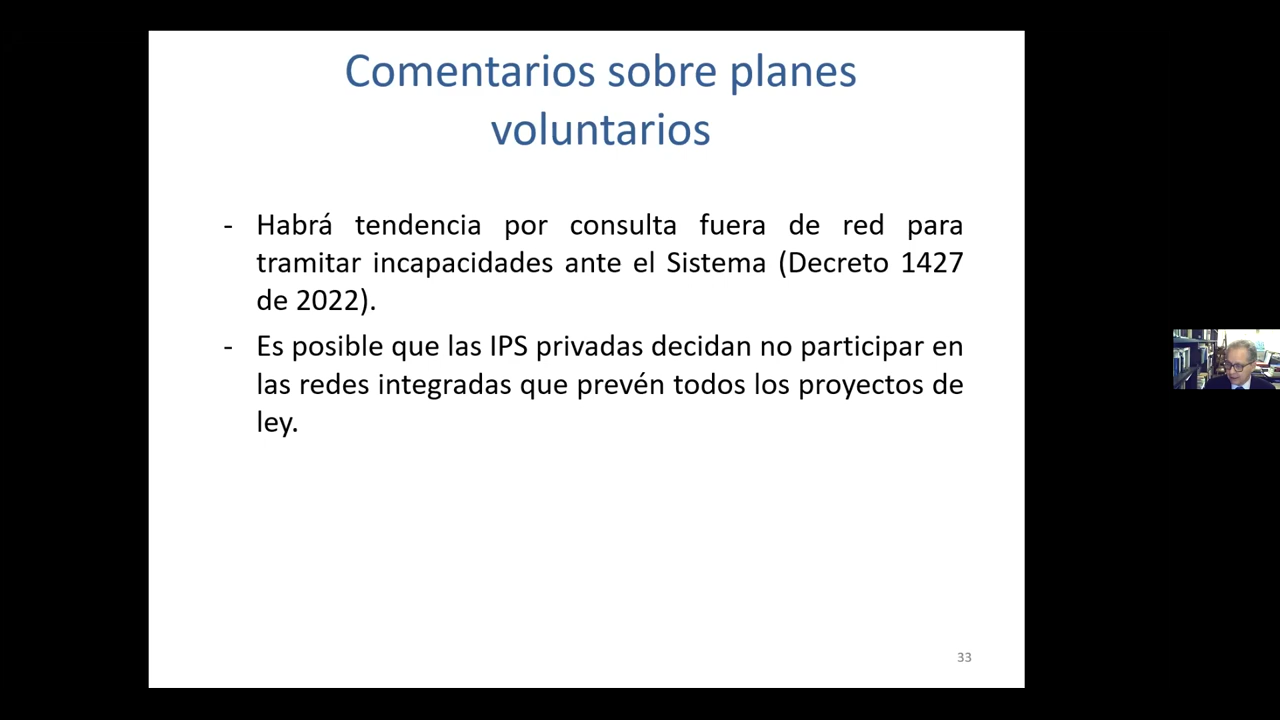 Comentarios sobre planes
voluntarios
- Habrá tendencia por consulta fuera de red para
tramitar incapacidades ante el Sistema (Decreto 1427
de 2022).
- Es posible que las IPS privadas decidan no participar en
las redes integradas que prevén todos los proyectos de
ley.
33